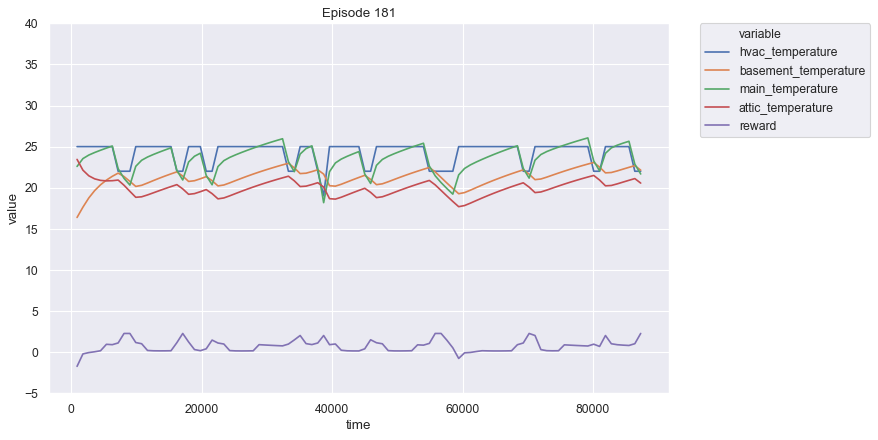 Episode 181
40
35
30
25
20
15
10
5
0
−5
value
0
20000
40000
60000
80000
time
variable
hvac_temperature
basement_temperature
main_temperature
attic_temperature
reward